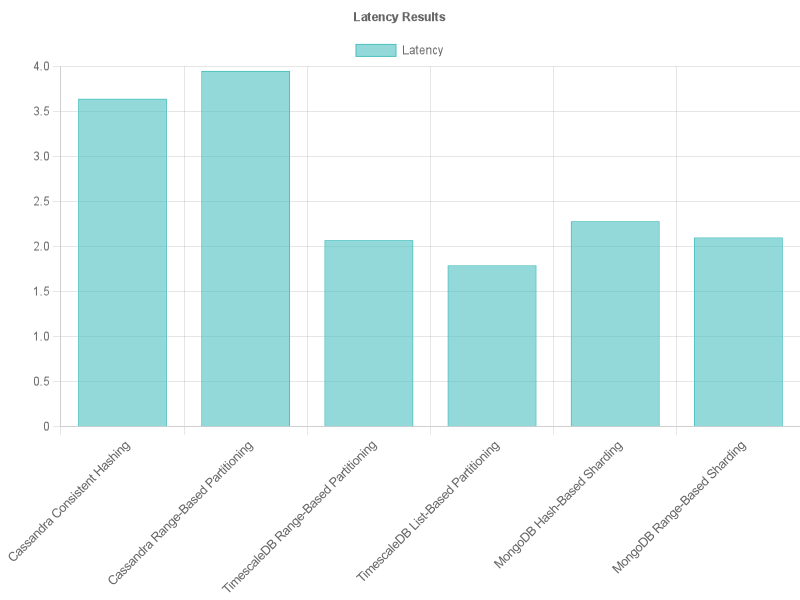 Latency Results
Latency
4.0
3.5
3.0
2.5
2.0
1.5
1.0
0.5
0
Cassandra Consistent Hashing
Cassandra Range-Based Partitioning
TimescaleDB Range-Based Partitioning
TimescaleDB List-Based Partitioning
MongoDB Hash-Based Sharding
MongoDB Range-Based Sharding